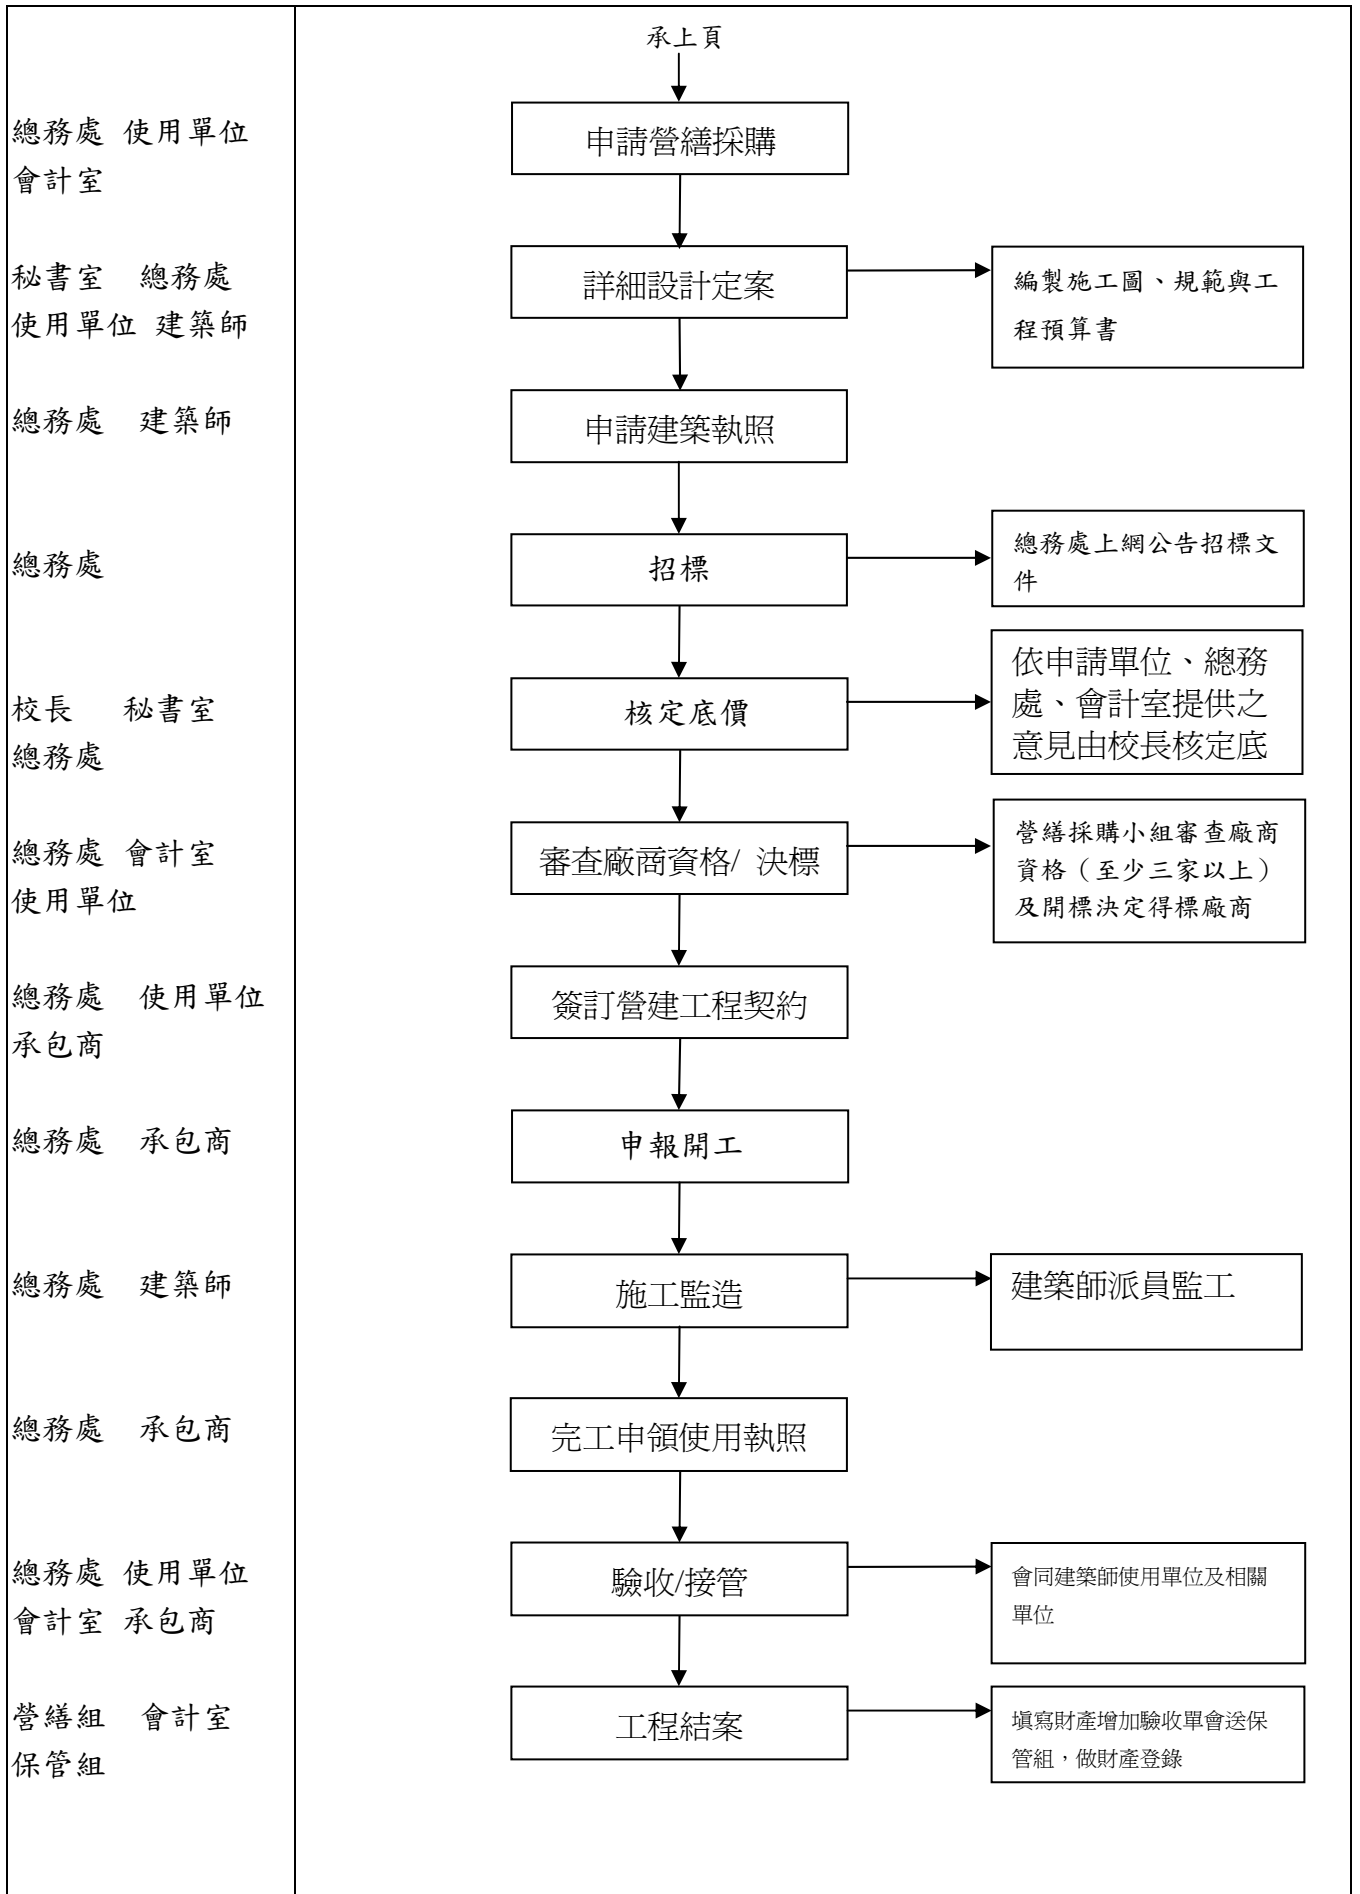 承上頁
總務處 使用單位
會計室
申請營繕採購
秘書室 總務處
使用單位 建築師
詳細設計定案
編製施工圖、規範與工
程預算書
總務處 建築師
申請建築執照
總務處
招標
總務處上網公告招標文
件
校長 秘書室
總務處
核定底價
依申請單位、總務
處、會計室提供之
意見由校長核定底
總務處 會計室
使用單位
審查廠商資格/ 決標
營繕採購小組審查廠商
資格（至少三家以上）
及開標決定得標廠商
總務處 使用單位
承包商
簽訂營建工程契約
總務處 承包商
申報開工
總務處 建築師
施工監造
建築師派員監工
總務處 承包商
完工申領使用執照
總務處 使用單位
會計室 承包商
驗收/接管
會同建築師使用單位及相關
單位
營繕組 會計室
保管組
工程結案
填寫財產增加驗收單會送保
管組，做財產登錄